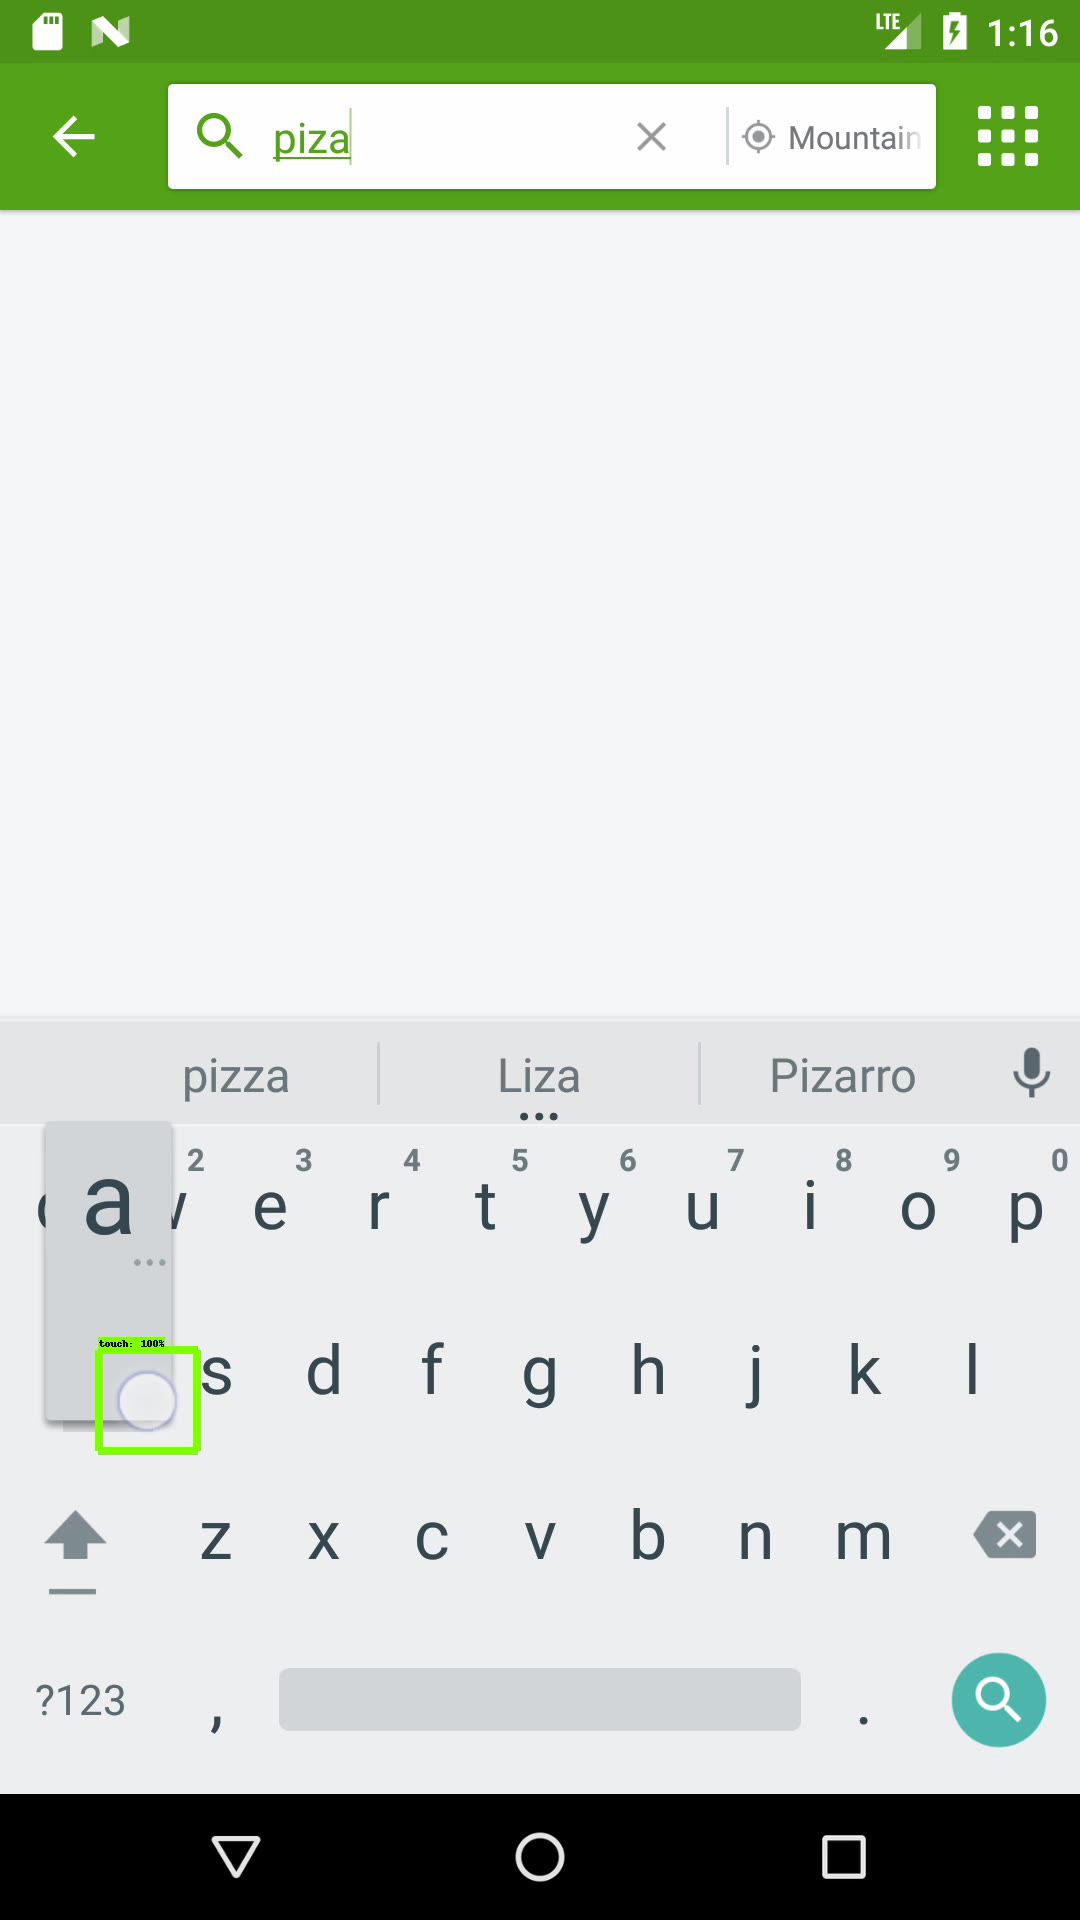 LTE 1:16
piza Mountain
pizza Liza Pizarro
2 3 4 5 6 7 8 9 0
a e r t y u i o p
touch: 100%
s d f g h j k l
z x c v b n m
?123 , .